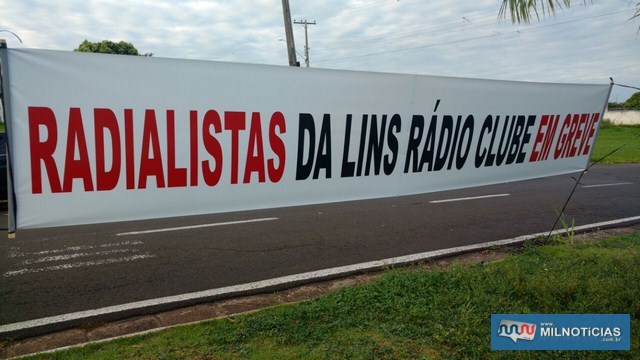 RADIALISTAS DA LINS RÁDIO CLUBE EM GREVE
www.
MILNOTICIAS
.com.br